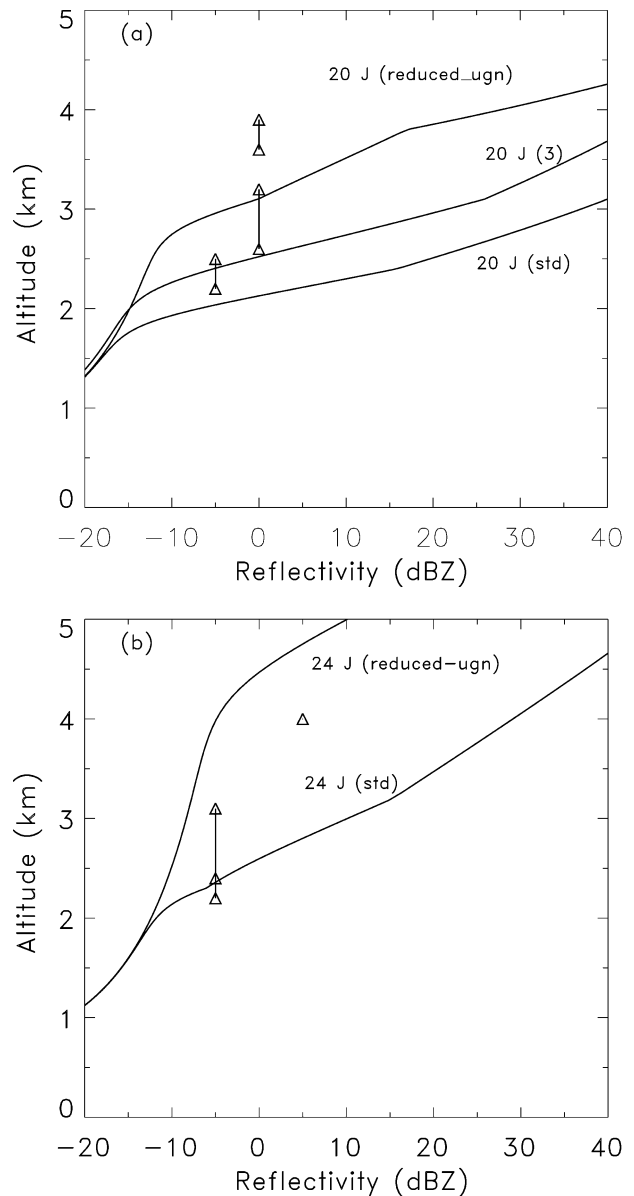 5
(a)
20 J (reduced_ugn)
4
20 J (3)
3
20 J (std)
2
1
0
Altitude (km)
−20 −10 0 10 20 30 40
Reflectivity (dBZ)
5
(b)
24 J (reduced−ugn)
4
24 J (std)
3
2
1
0
Altitude (km)
−20 −10 0 10 20 30 40
Reflectivity (dBZ)